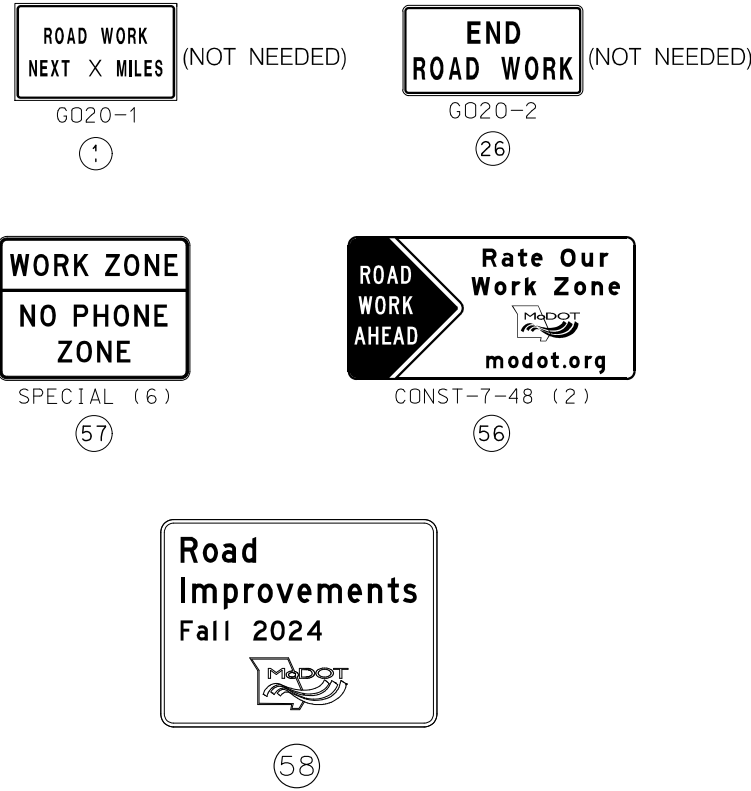 ROAD WORK
NEXT X MILES
(NOT NEEDED)
GO20-1
1
END
ROAD WORK
(NOT NEEDED)
GO20-2
26
WORK ZONE
NO PHONE
ZONE
SPECIAL (6)
57
ROAD
WORK
AHEAD
Rate Our
Work Zone
MoDOT
modot.org
CONST-7-48 (2)
56
Road
Improvements
Fall 2024
MoDOT
58